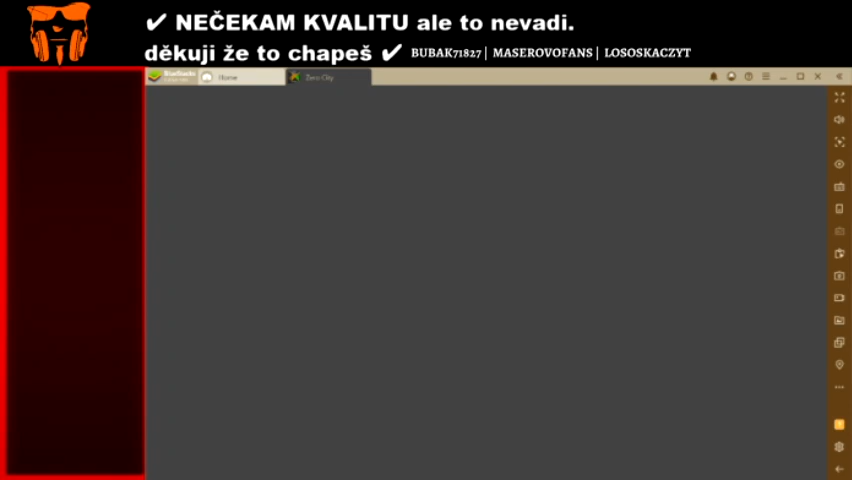 ✔ NEČEKAM KVALITU ale to nevadi.
děkuji že to chapeš ✔ BUBAK71827 | MASEROVOFANS | LOSOSKACZYT
BlueStacks Home Zero City